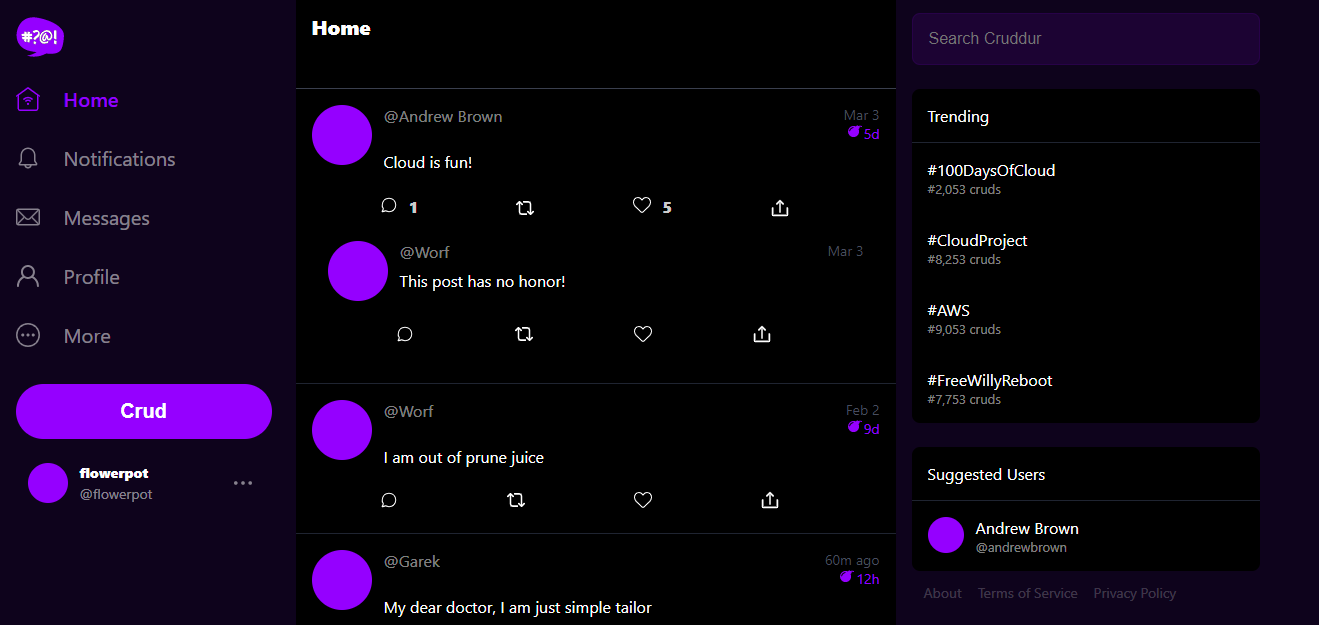 #?@!
Home
Notifications
Messages
Profile
More
Crud
flowerpot
@flowerpot
Home
@Andrew Brown
Mar 3
5d
Cloud is fun!
1
5
@Worf
Mar 3
This post has no honor!
@Worf
Feb 2
9d
I am out of prune juice
@Garek
60m ago
12h
My dear doctor, I am just simple tailor
Search Cruddur
Trending
#100DaysOfCloud
#2,053 cruds
#CloudProject
#8,253 cruds
#AWS
#9,053 cruds
#FreeWillyReboot
#7,753 cruds
Suggested Users
Andrew Brown
@andrewbrown
About Terms of Service Privacy Policy